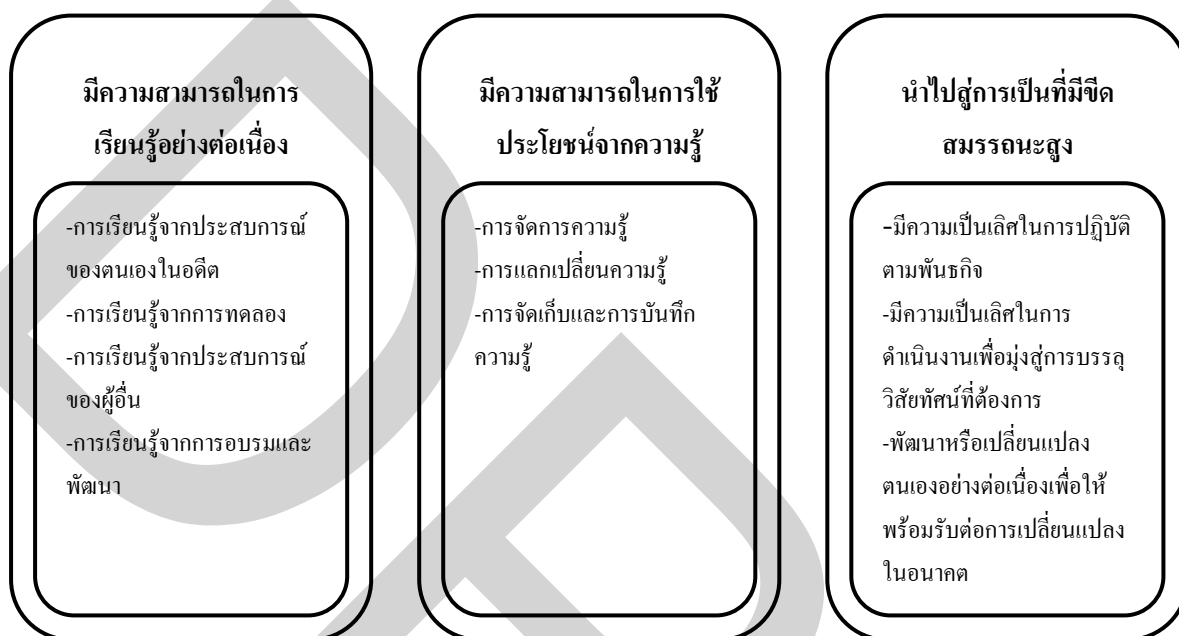 มีความสามารถในการ
เรียนรู้อย่างต่อเนื่อง
-การเรียนรู้จากประสบการณ์
ของตนเองในอดีต
-การเรียนรู้จากการทดลอง
-การเรียนรู้จากประสบการณ์
ของผู้อื่น
-การเรียนรู้จากการอบรมและ
พัฒนา
มีความสามารถในการใช้
ประโยชน์จากความรู้
-การจัดการความรู้
-การแลกเปลี่ยนความรู้
-การจัดเก็บและการบันทึก
ความรู้
นำไปสู่การเป็นที่มีขีด
สมรรถนะสูง
-มีความเป็นเลิศในการปฏิบัติ
ตามพันธกิจ
-มีความเป็นเลิศในการ
ดำเนินงานเพื่อมุ่งสู่การบรรลุ
วิสัยทัศน์ที่ต้องการ
-พัฒนาหรือเปลี่ยนแปลง
ตนเองอย่างต่อเนื่องเพื่อให้
พร้อมรับต่อการเปลี่ยนแปลง
ในอนาคต